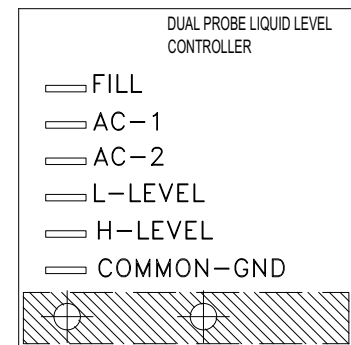 DUAL PROBE LIQUID LEVEL
CONTROLLER
FILL
AC-1
AC-2
L-LEVEL
H-LEVEL
COMMON-GND